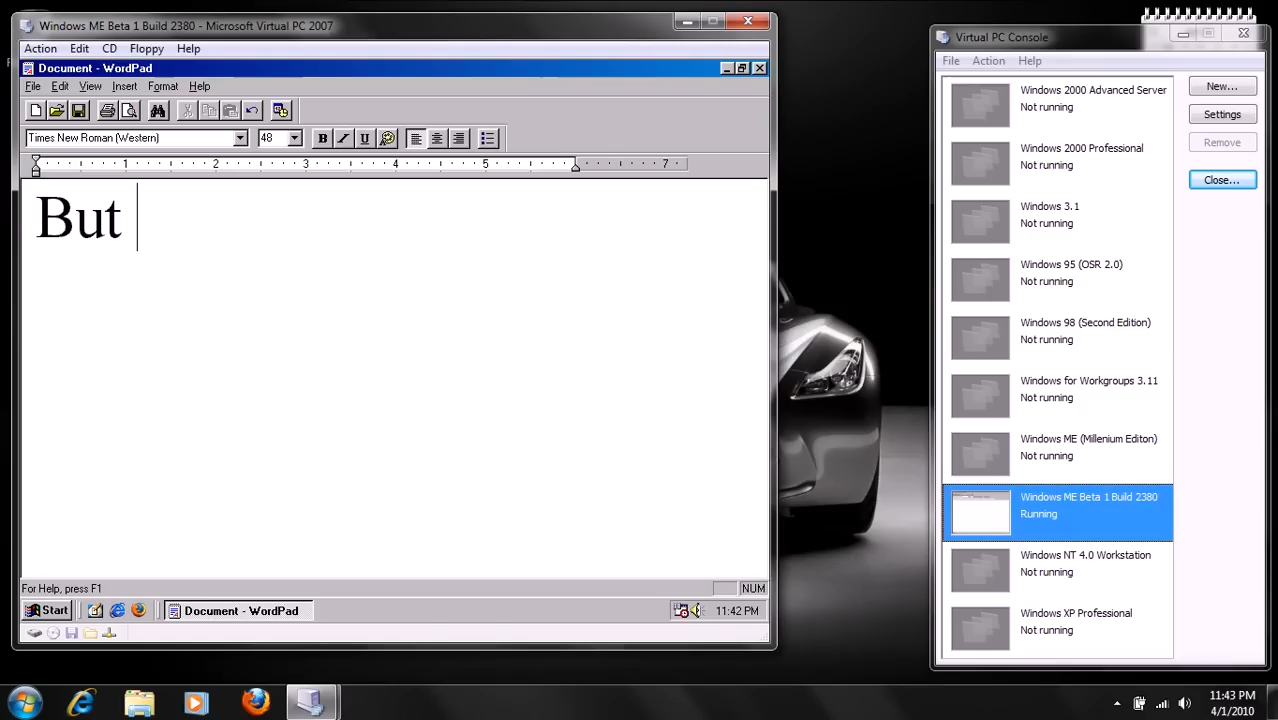 Windows ME Beta 1 Build 2380 - Microsoft Virtual PC 2007
Action Edit CD Floppy Help
Document - WordPad
File Edit View Insert Format Help
Times New Roman (Western) 48 B I U
1 2 3 4 5 7
But
For Help, press F1 NUM
Start Document - WordPad 11:42 PM
Virtual PC Console
File Action Help
Windows 2000 Advanced Server
Not running
Windows 2000 Professional
Not running
Windows 3.1
Not running
Windows 95 (OSR 2.0)
Not running
Windows 98 (Second Edition)
Not running
Windows for Workgroups 3.11
Not running
Windows ME (Millenium Editon)
Not running
Windows ME Beta 1 Build 2380
Running
Windows NT 4.0 Workstation
Not running
Windows XP Professional
Not running
New...
Settings
Remove
Close...
11:43 PM
4/1/2010